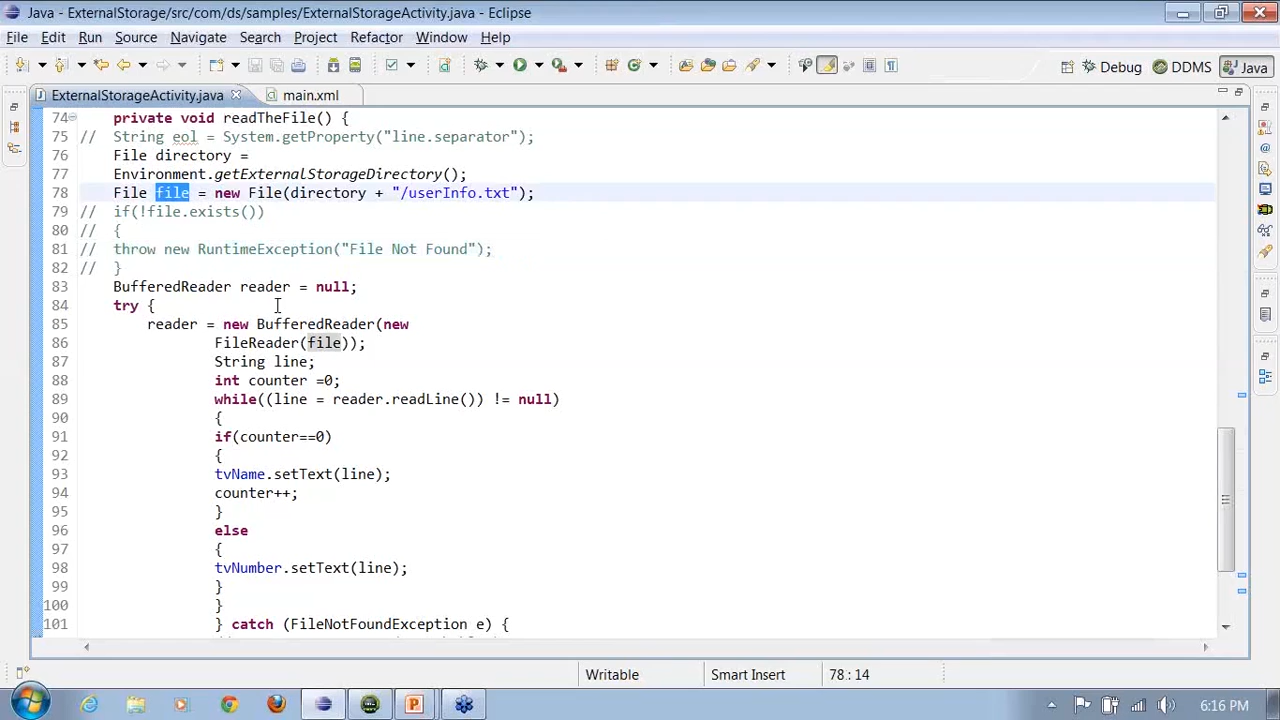 Java - ExternalStorage/src/com/ds/samples/ExternalStorageActivity.java - Eclipse
File Edit Run Source Navigate Search Project Refactor Window Help
Debug DDMS Java
ExternalStorageActivity.java main.xml
74 private void readTheFile() {
75 // String eol = System.getProperty("line.separator");
76 File directory =
77 Environment.getExternalStorageDirectory();
78 File file = new File(directory + "/userInfo.txt");
79 // if(!file.exists())
80 // {
81 // throw new RuntimeException("File Not Found");
82 // }
83 BufferedReader reader = null;
84 try {
85 reader = new BufferedReader(new
86 FileReader(file));
87 String line;
88 int counter =0;
89 while((line = reader.readLine()) != null)
90 {
91 if(counter==0)
92 {
93 tvName.setText(line);
94 counter++;
95 }
96 else
97 {
98 tvNumber.setText(line);
99 }
100 }
101 } catch (FileNotFoundException e) {
Writable Smart Insert 78 : 14
6:16 PM